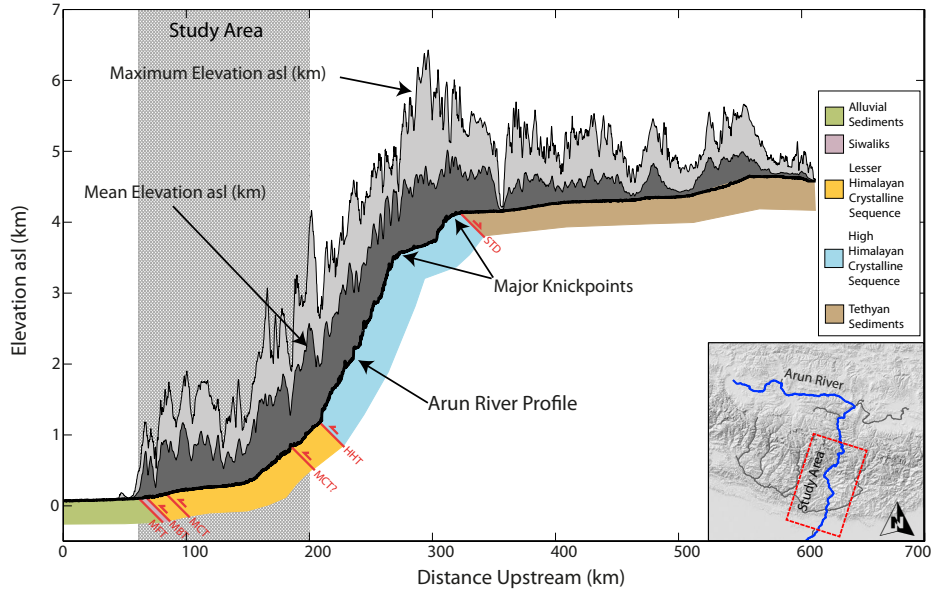 7
6
5
4
3
2
1
0
Elevation asl (km)
Study Area
Maximum Elevation asl (km)
Mean Elevation asl (km)
Major Knickpoints
Arun River Profile
STD
HHT
MCT?
MCT
MBT
MFT
0
100
200
300
400
500
600
700
Distance Upstream (km)
Alluvial
Sediments
Siwaliks
Lesser
Himalayan
Crystalline
Sequence
High
Himalayan
Crystalline
Sequence
Tethyan
Sediments
Arun River
Study Area
N